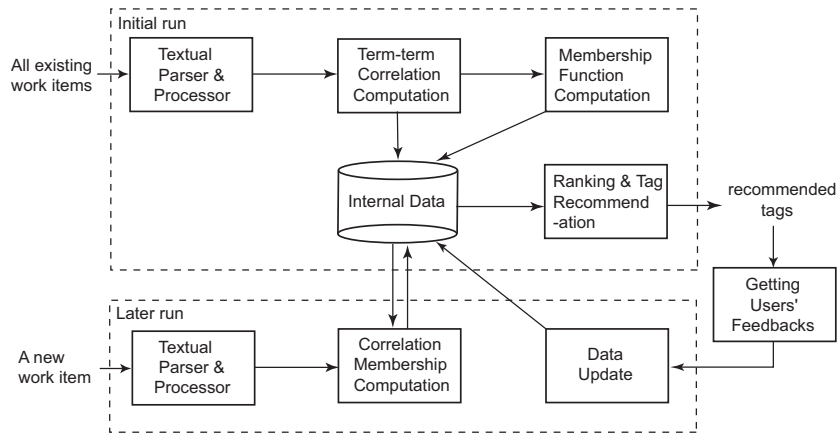 Initial run
All existing
work items
Textual
Parser &
Processor
Term-term
Correlation
Computation
Membership
Function
Computation
Internal Data
Ranking & Tag
Recommend
-ation
recommended
tags
Getting
Users'
Feedbacks
Later run
A new
work item
Textual
Parser &
Processor
Correlation
Membership
Computation
Data
Update